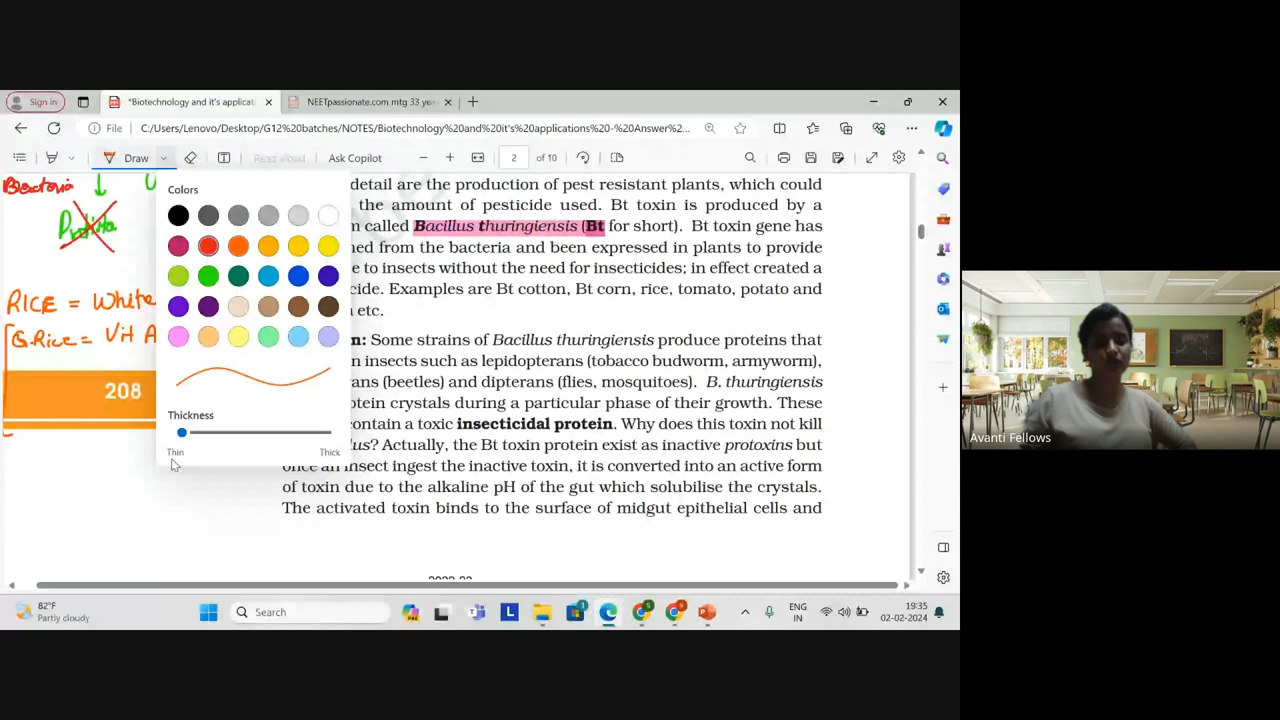 Sign in
*Biotechnology and it's applicati
NEETpassionate.com mtg 33 ye
File
C:/Users/Lenovo/Desktop/G12%20batches/NOTES/Biotechnology%20and%20it's%20applications%20-%20Answer%2...
Draw
Read aloud
Ask Copilot
2
of 10
Bacteria
RICE = White
G.Rice = Vit A
208
Colors
Thickness
Thin
Thick
detail are the production of pest resistant plants, which could
the amount of pesticide used. Bt toxin is produced by a
m called Bacillus thuringiensis (Bt for short). Bt toxin gene has
ned from the bacteria and been expressed in plants to provide
e to insects without the need for insecticides; in effect created a
cide. Examples are Bt cotton, Bt corn, rice, tomato, potato and
n etc.
n: Some strains of Bacillus thuringiensis produce proteins that
n insects such as lepidopterans (tobacco budworm, armyworm),
rans (beetles) and dipterans (flies, mosquitoes). B. thuringiensis
otein crystals during a particular phase of their growth. These
contain a toxic insecticidal protein. Why does this toxin not kill
lus? Actually, the Bt toxin protein exist as inactive protoxins but
once an insect ingest the inactive toxin, it is converted into an active form
of toxin due to the alkaline pH of the gut which solubilise the crystals.
The activated toxin binds to the surface of midgut epithelial cells and
Avanti Fellows
82°F
Partly cloudy
Search
ENG
IN
19:35
02-02-2024